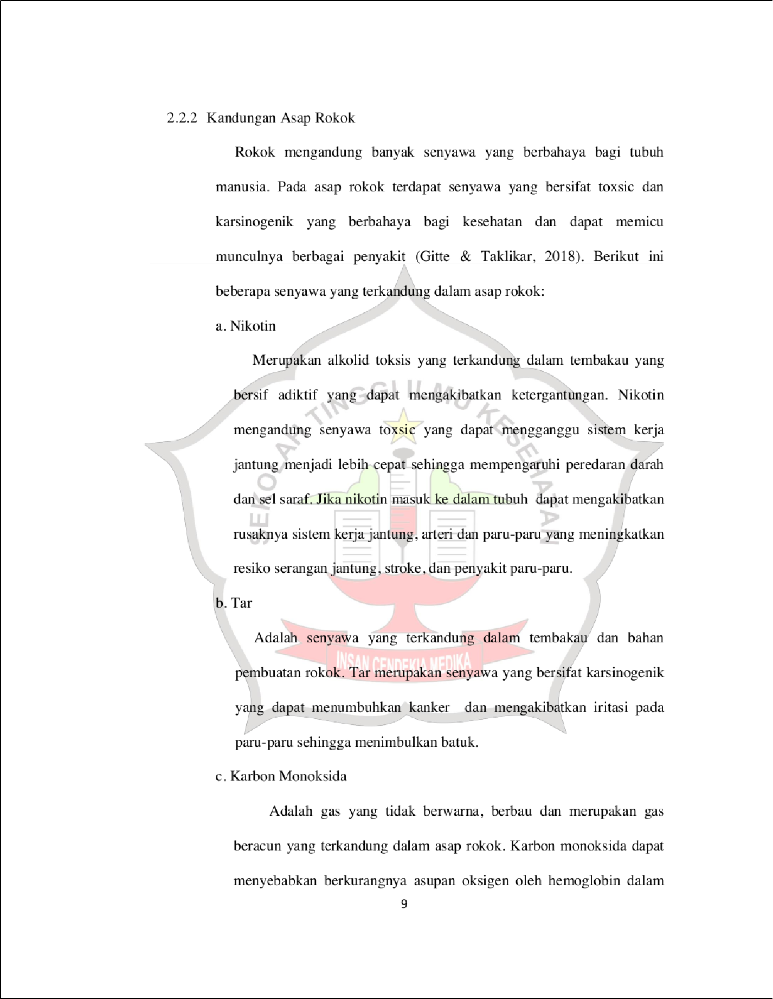 2.2.2 Kandungan Asap Rokok
Rokok mengandung banyak senyawa yang berbahaya bagi tubuh
manusia. Pada asap rokok terdapat senyawa yang bersifat toxsic dan
karsinogenik yang berbahaya bagi kesehatan dan dapat memicu
munculnya berbagai penyakit (Gitte & Taklikar, 2018). Berikut ini
beberapa senyawa yang terkandung dalam asap rokok:
a. Nikotin
Merupakan alkolid toksis yang terkandung dalam tembakau yang
bersif adiktif yang dapat mengakibatkan ketergantungan. Nikotin
mengandung senyawa toxsic yang dapat mengganggu sistem kerja
jantung menjadi lebih cepat sehingga mempengaruhi peredaran darah
dan sel saraf. Jika nikotin masuk ke dalam tubuh dapat mengakibatkan
rusaknya sistem kerja jantung, arteri dan paru-paru yang meningkatkan
resiko serangan jantung, stroke, dan penyakit paru-paru.
b. Tar
Adalah senyawa yang terkandung dalam tembakau dan bahan
pembuatan rokok. Tar merupakan senyawa yang bersifat karsinogenik
yang dapat menumbuhkan kanker dan mengakibatkan iritasi pada
paru-paru sehingga menimbulkan batuk.
c. Karbon Monoksida
Adalah gas yang tidak berwarna, berbau dan merupakan gas
beracun yang terkandung dalam asap rokok. Karbon monoksida dapat
menyebabkan berkurangnya asupan oksigen oleh hemoglobin dalam
9
SEKOLAH TINGGI ILMU KESEHATAN
INSAN CENDEKIA MEDIKA